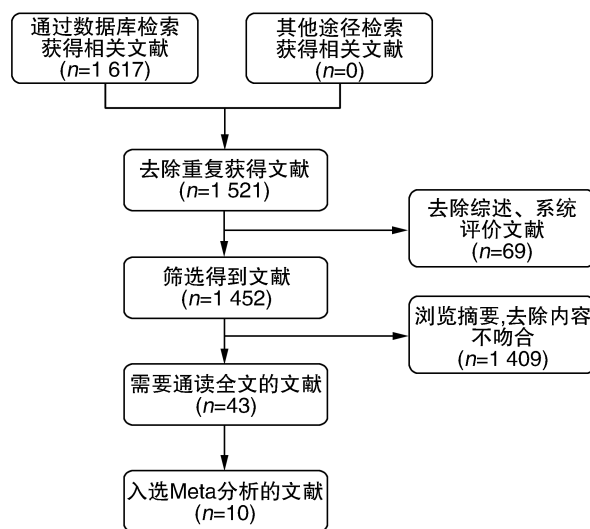 通过数据库检索
获得相关文献
(n=1 617)
其他途径检索
获得相关文献
(n=0)
去除重复获得文献
(n=1 521)
去除综述、系统
评价文献
(n=69)
筛选得到文献
(n=1 452)
浏览摘要,去除内容
不吻合
(n=1 409)
需要通读全文的文献
(n=43)
入选Meta分析的文献
(n=10)